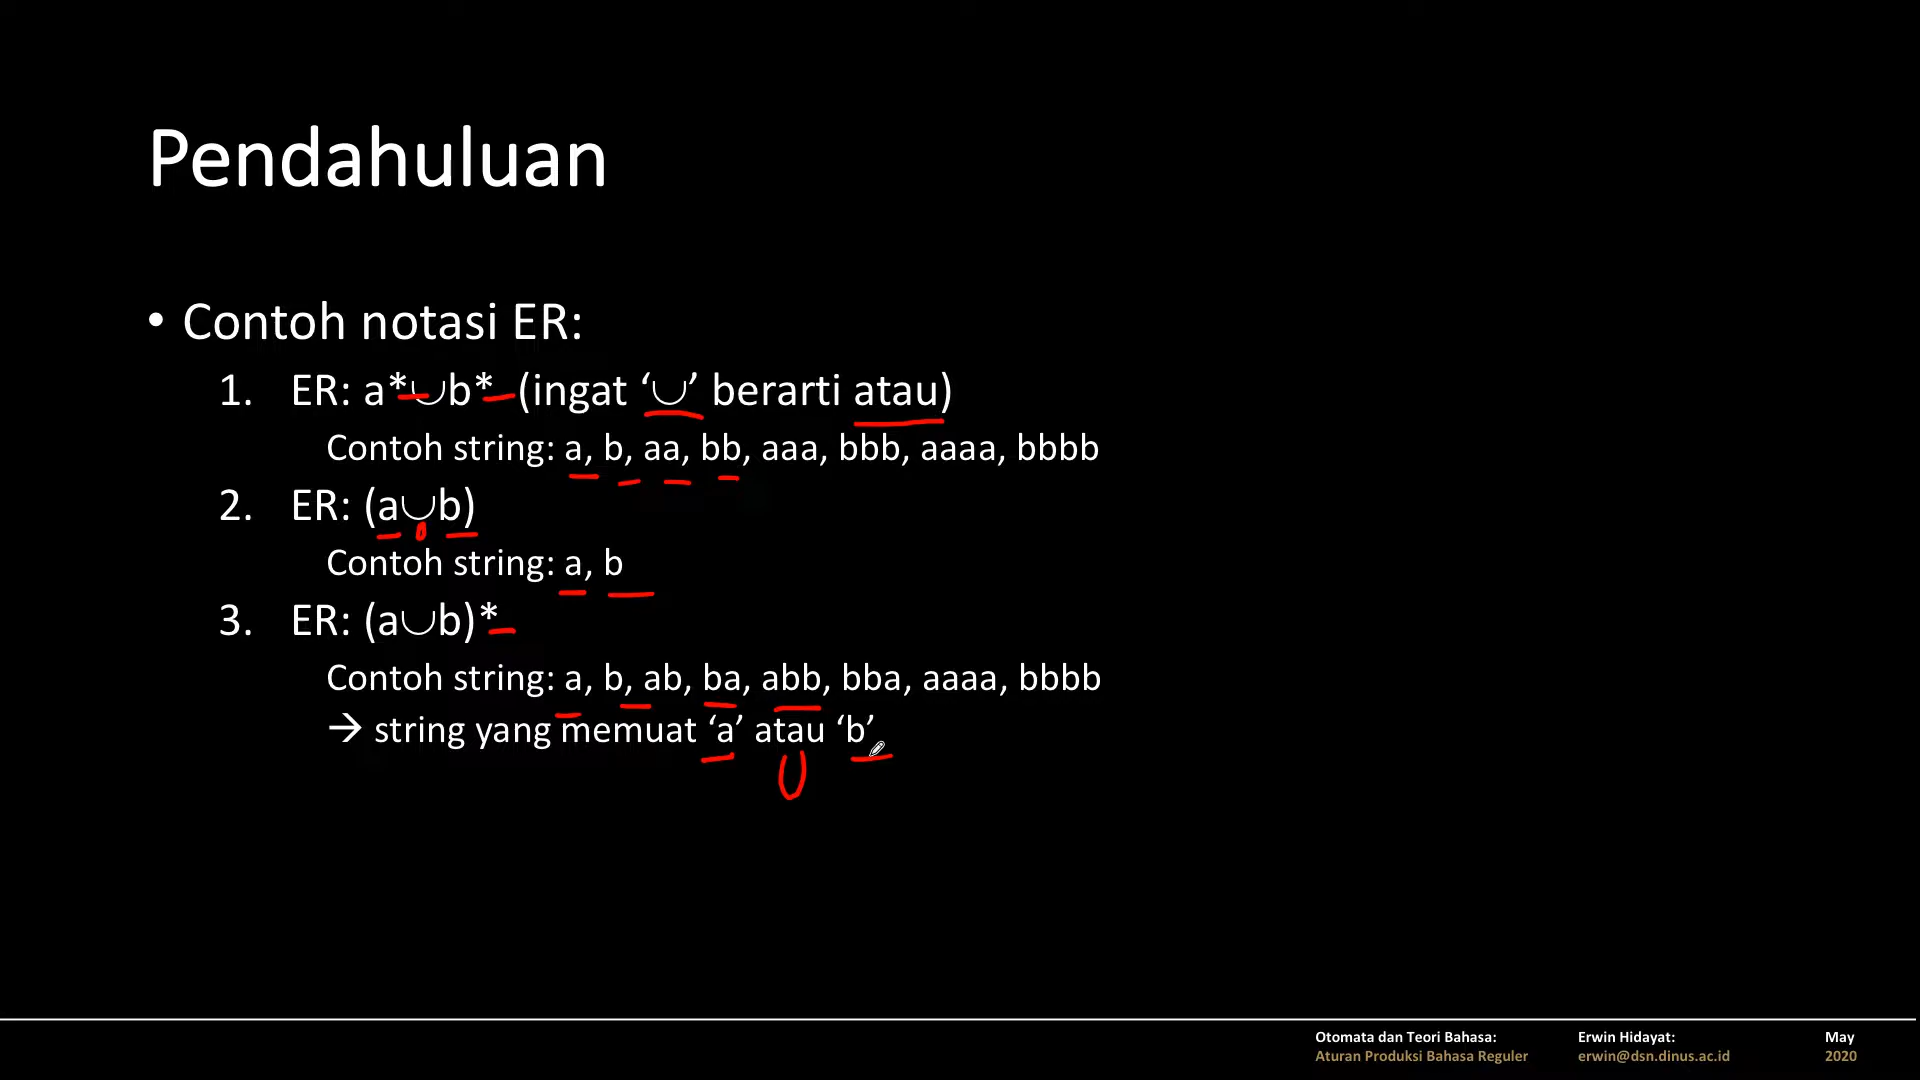 Pendahuluan
• Contoh notasi ER:
1. ER: a*∪b* (ingat ‘∪’ berarti atau)
Contoh string: a, b, aa, bb, aaa, bbb, aaaa, bbbb
2. ER: (a∪b)
Contoh string: a, b
3. ER: (a∪b)*
Contoh string: a, b, ab, ba, abb, bba, aaaa, bbbb
→ string yang memuat ‘a’ atau ‘b’
U
Otomata dan Teori Bahasa: Erwin Hidayat: May
Aturan Produksi Bahasa Reguler erwin@dsn.dinus.ac.id 2020